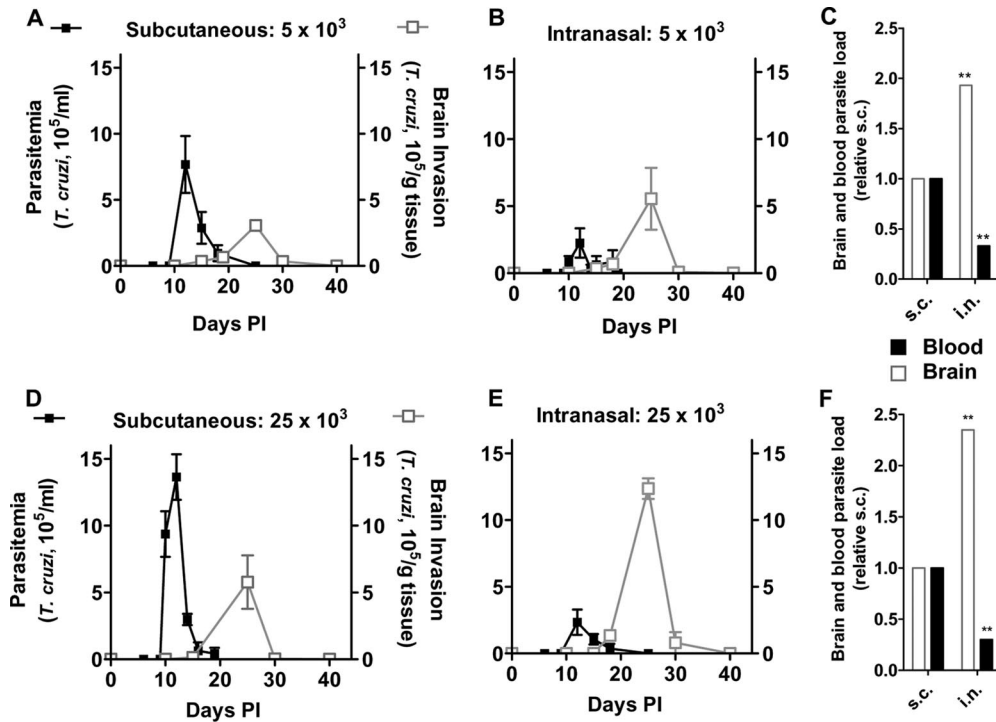 A
Subcutaneous: 5 x 10³
Parasitemia
(T. cruzi, 10⁵/ml)
15
10
5
0
15
10
5
0
Brain Invasion
(T. cruzi, 10⁵/g tissue)
0 10 20 30 40
Days PI
B
Intranasal: 5 x 10³
15
10
5
0
15
10
5
0
0 10 20 30 40
Days PI
C
Brain and blood parasite load
(relative s.c.)
2.5
2.0
1.5
1.0
0.5
0.0
**
**
s.c. i.n.
Blood
Brain
D
Subcutaneous: 25 x 10³
Parasitemia
(T. cruzi, 10⁵/ml)
15
10
5
0
15
10
5
0
Brain Invasion
(T. cruzi, 10⁵/g tissue)
0 10 20 30 40
Days PI
E
Intranasal: 25 x 10³
15
10
5
0
15
10
5
0
0 10 20 30 40
Days PI
F
Brain and blood parasite load
(relative s.c.)
2.5
2.0
1.5
1.0
0.5
0.0
**
**
s.c. i.n.